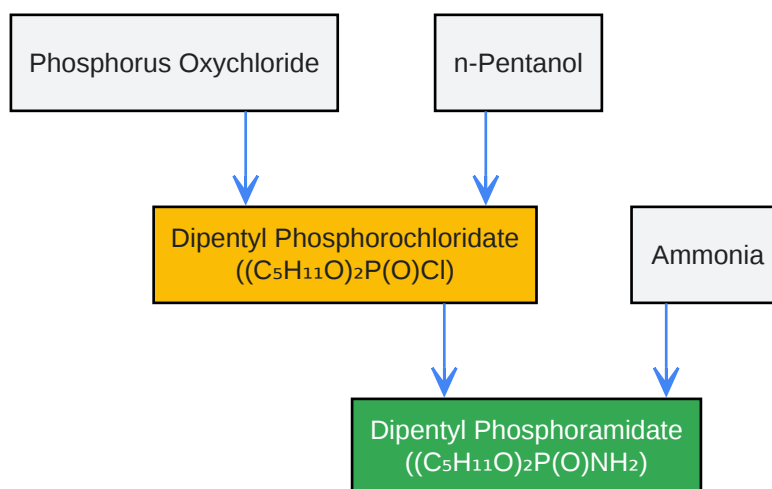 Phosphorus Oxychloride
n-Pentanol
Dipentyl Phosphorochloridate
((C₅H₁₁O)₂P(O)Cl)
Ammonia
Dipentyl Phosphoramidate
((C₅H₁₁O)₂P(O)NH₂)